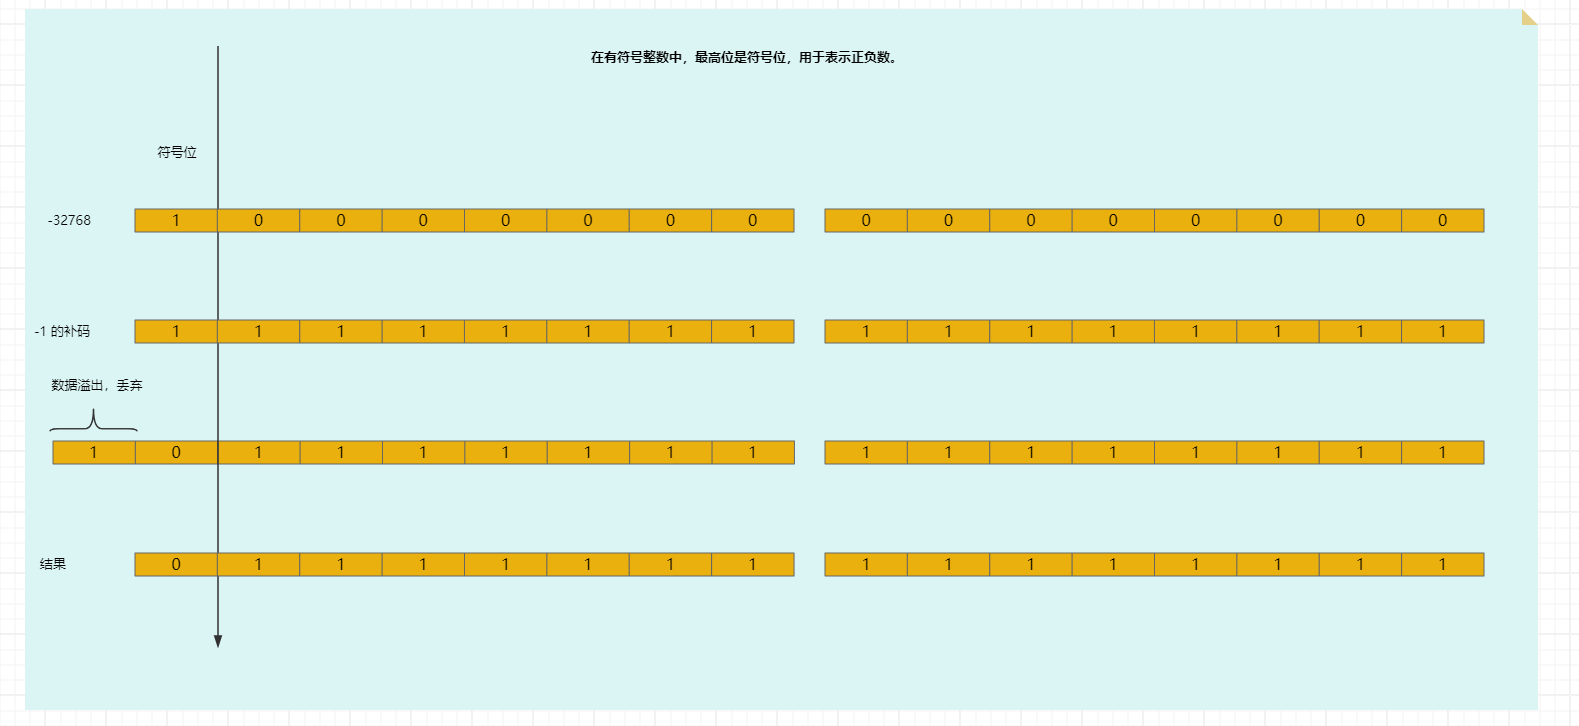 在有符号整数中，最高位是符号位，用于表示正负数。
符号位
-32768 1 0 0 0 0 0 0 0 0 0 0 0 0 0 0 0
-1 的补码 1 1 1 1 1 1 1 1 1 1 1 1 1 1 1 1
数据溢出，丢弃
1 0 1 1 1 1 1 1 1 1 1 1 1 1 1 1 1
结果 0 1 1 1 1 1 1 1 1 1 1 1 1 1 1 1